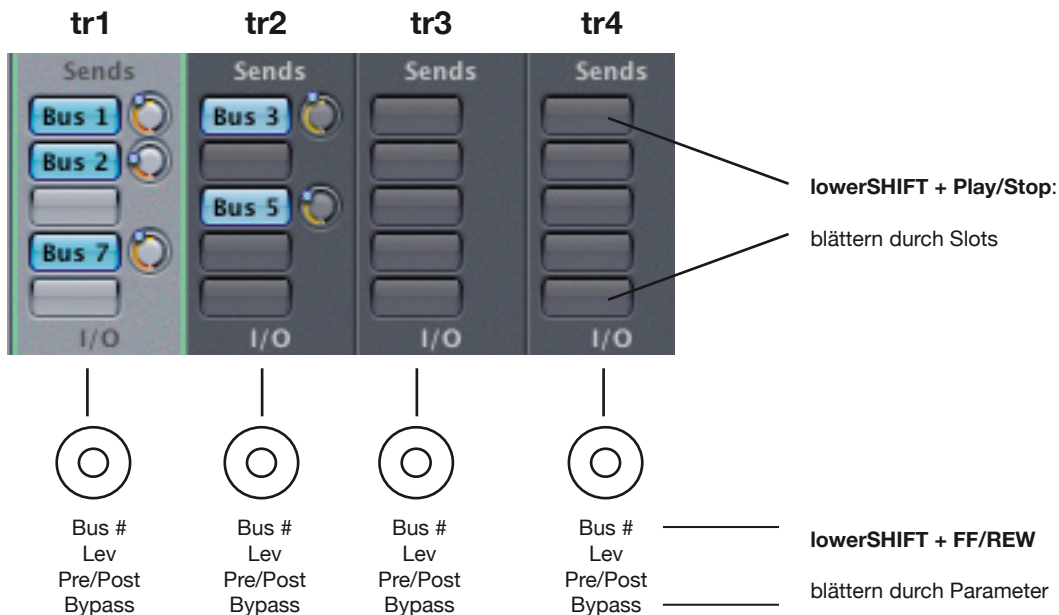 tr1 tr2 tr3 tr4
Sends Sends Sends Sends
Bus 1 Bus 3
Bus 2
Bus 5
Bus 7
I/O I/O I/O I/O
lowerSHIFT + Play/Stop:
blättern durch Slots
Bus # Bus # Bus # Bus #
Lev Lev Lev Lev
Pre/Post Pre/Post Pre/Post Pre/Post
Bypass Bypass Bypass Bypass
lowerSHIFT + FF/REW
blättern durch Parameter